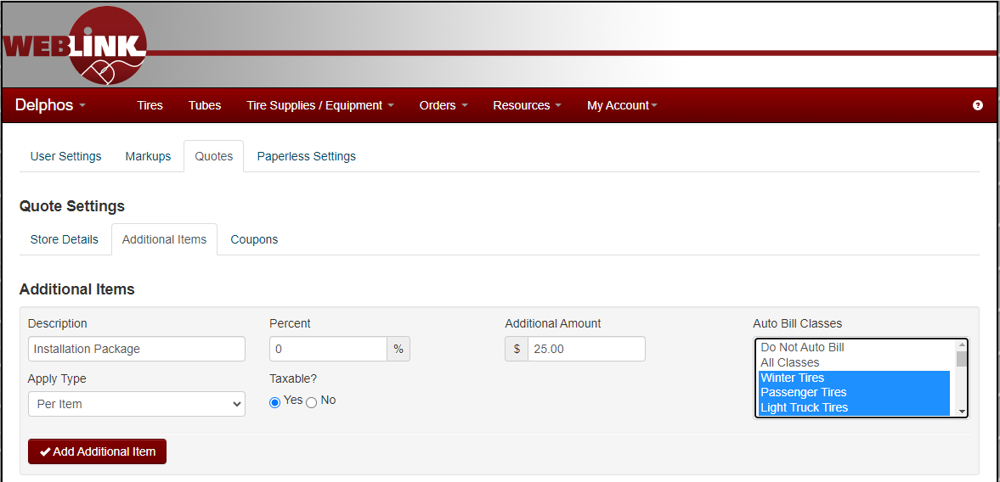 WEBLINK
Delphos Tires Tubes Tire Supplies / Equipment Orders Resources My Account ?
User Settings Markups Quotes Paperless Settings
Quote Settings
Store Details Additional Items Coupons
Additional Items
Description Percent Additional Amount Auto Bill Classes
Installation Package 0 % $ 25.00 Do Not Auto Bill
All Classes
Winter Tires
Passenger Tires
Light Truck Tires
Apply Type Taxable?
Per Item Yes No
Add Additional Item